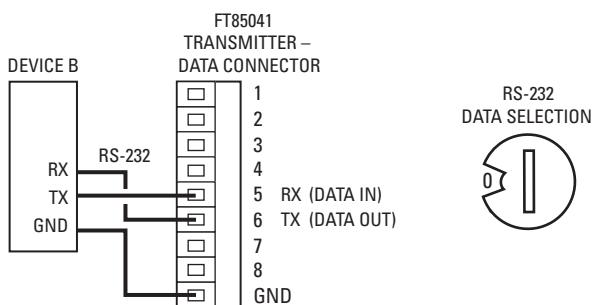 FT85041
TRANSMITTER –
DATA CONNECTOR
DEVICE B
RS-232
RX
TX
GND
1
2
3
4
5 RX (DATA IN)
6 TX (DATA OUT)
7
8
GND
RS-232
DATA SELECTION
0